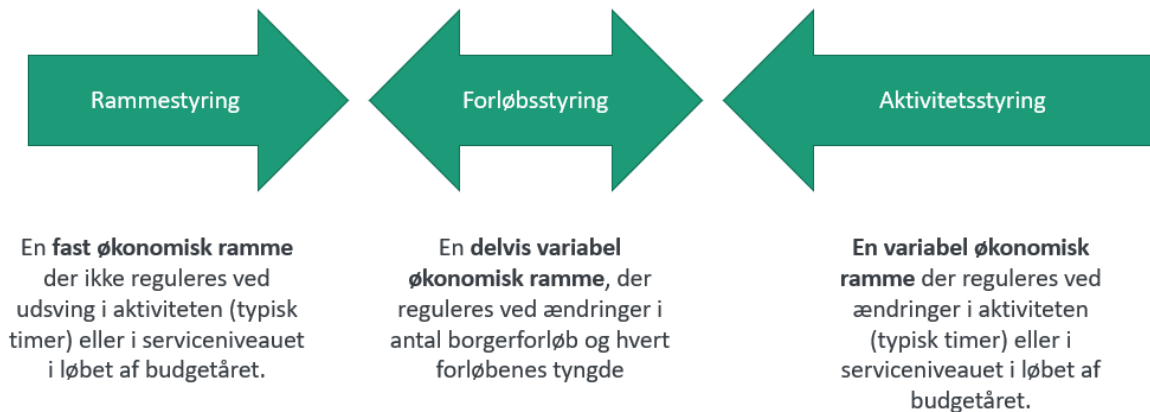 Rammestyring
Forløbsstyring
Aktivitetsstyring
En fast økonomisk ramme
der ikke reguleres ved
udsving i aktiviteten (typisk
timer) eller i serviceniveauet
i løbet af budgetåret.
En delvis variabel
økonomisk ramme, der
reguleres ved ændringer i
antal borgerforløb og hvert
forløbenes tyngde
En variabel økonomisk
ramme der reguleres ved
ændringer i aktiviteten
(typisk timer) eller i
serviceniveauet i løbet af
budgetåret.